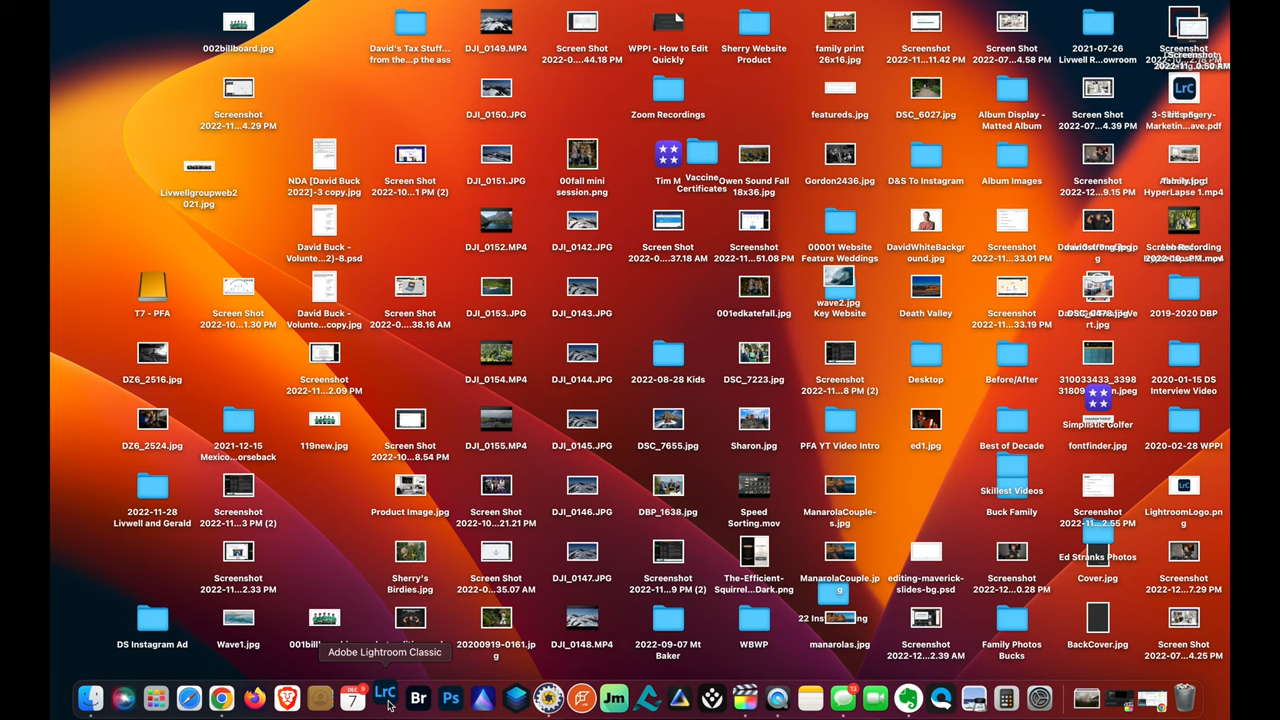 002billboard.jpg
David's Tax Stuff...
from the...p the ass
DJI_0149.MP4
Screen Shot
2022-0....44.18 PM
WPPI - How to Edit
Quickly
Sherry Website
Product
family print
26x16.jpg
Screenshot
2022-11...11.42 PM
Screen Shot
2022-07...4.58 PM
2021-07-26
Livwell R...owroom
Screenshot
Screenshot
2022-11...4.29 PM
DJI_0150.JPG
Zoom Recordings
featureds.jpg
DSC_6027.jpg
Album Display -
Matted Album
Screen Shot
2022-07...4.39 PM
LrC
Livwellgroupweb2
021.jpg
NDA [David Buck
2022]-3 copy.jpg
Screen Shot
2022-10...1 PM (2)
DJI_0151.JPG
00fall mini
session.png
Tim M
Vaccine
Certificates
Owen Sound Fall
18x36.jpg
Gordon2436.jpg
D&S To Instagram
Album Images
Screenshot
2022-12...9.15 PM
HyperLapse 1.mp4
David Buck -
Volunte...2)-8.psd
DJI_0152.MP4
DJI_0142.JPG
Screen Shot
2022-0....37.18 AM
Screenshot
2022-1...51.08 PM
00001 Website
Feature Weddings
DavidWhiteBackg
round.jpg
Screenshot
2022-11...33.01 PM
T7 - PFA
Screen Shot
2022-10...1.30 PM
David Buck -
Volunte...copy.jpg
Screen Shot
2022-0....38.16 AM
DJI_0153.JPG
DJI_0143.JPG
001edkatefall.jpg
wave2.jpg
Key Website
Death Valley
Screenshot
2022-11...33.19 PM
2019-2020 DBP
DZ6_2516.jpg
Screenshot
2022-11...2.09 PM
DJI_0154.MP4
DJI_0144.JPG
2022-08-28 Kids
DSC_7223.jpg
Screenshot
2022-11...8 PM (2)
Desktop
Before/After
310033433_3398
2020-01-15 DS
Interview Video
DZ6_2524.jpg
2021-12-15
Mexico...orseback
119new.jpg
Screen Shot
2022-10...8.54 PM
DJI_0155.MP4
DJI_0145.JPG
DSC_7655.jpg
Sharon.jpg
PFA YT Video Intro
ed1.jpg
Best of Decade
Simplistic Golfer
fontfinder.jpg
2020-02-28 WPPI
2022-11-28
Livwell and Gerald
Screenshot
2022-11...3 PM (2)
Product Image.jpg
Screen Shot
2022-10...21.21 PM
DJI_0146.JPG
DBP_1638.jpg
Speed
Sorting.mov
ManarolaCouple-
s.jpg
Skillest Videos
Buck Family
Screenshot
2022-11...2.55 PM
LightroomLogo.pn
g
Screenshot
2022-11...2.33 PM
Sherry's
Birdies.jpg
Screen Shot
2022-0...35.07 AM
DJI_0147.JPG
Screenshot
2022-11...9 PM (2)
The-Efficient-
Squirrel...Dark.png
ManarolaCouple.jp
g
editing-maverick-
slides-bg.psd
Screenshot
2022-12...0.28 PM
Ed Stranks Photos
Cover.jpg
Screenshot
2022-12...7.29 PM
DS Instagram Ad
Wave1.jpg
20200919-0161.jp
g
DJI_0148.MP4
2022-09-07 Mt
Baker
WBWP
manarolas.jpg
Screenshot
2022-12...2.39 AM
Family Photos
Bucks
BackCover.jpg
Screen Shot
2022-07...4.25 PM
Adobe Lightroom Classic
DEC
7
LrC
Br
Ps
Jm